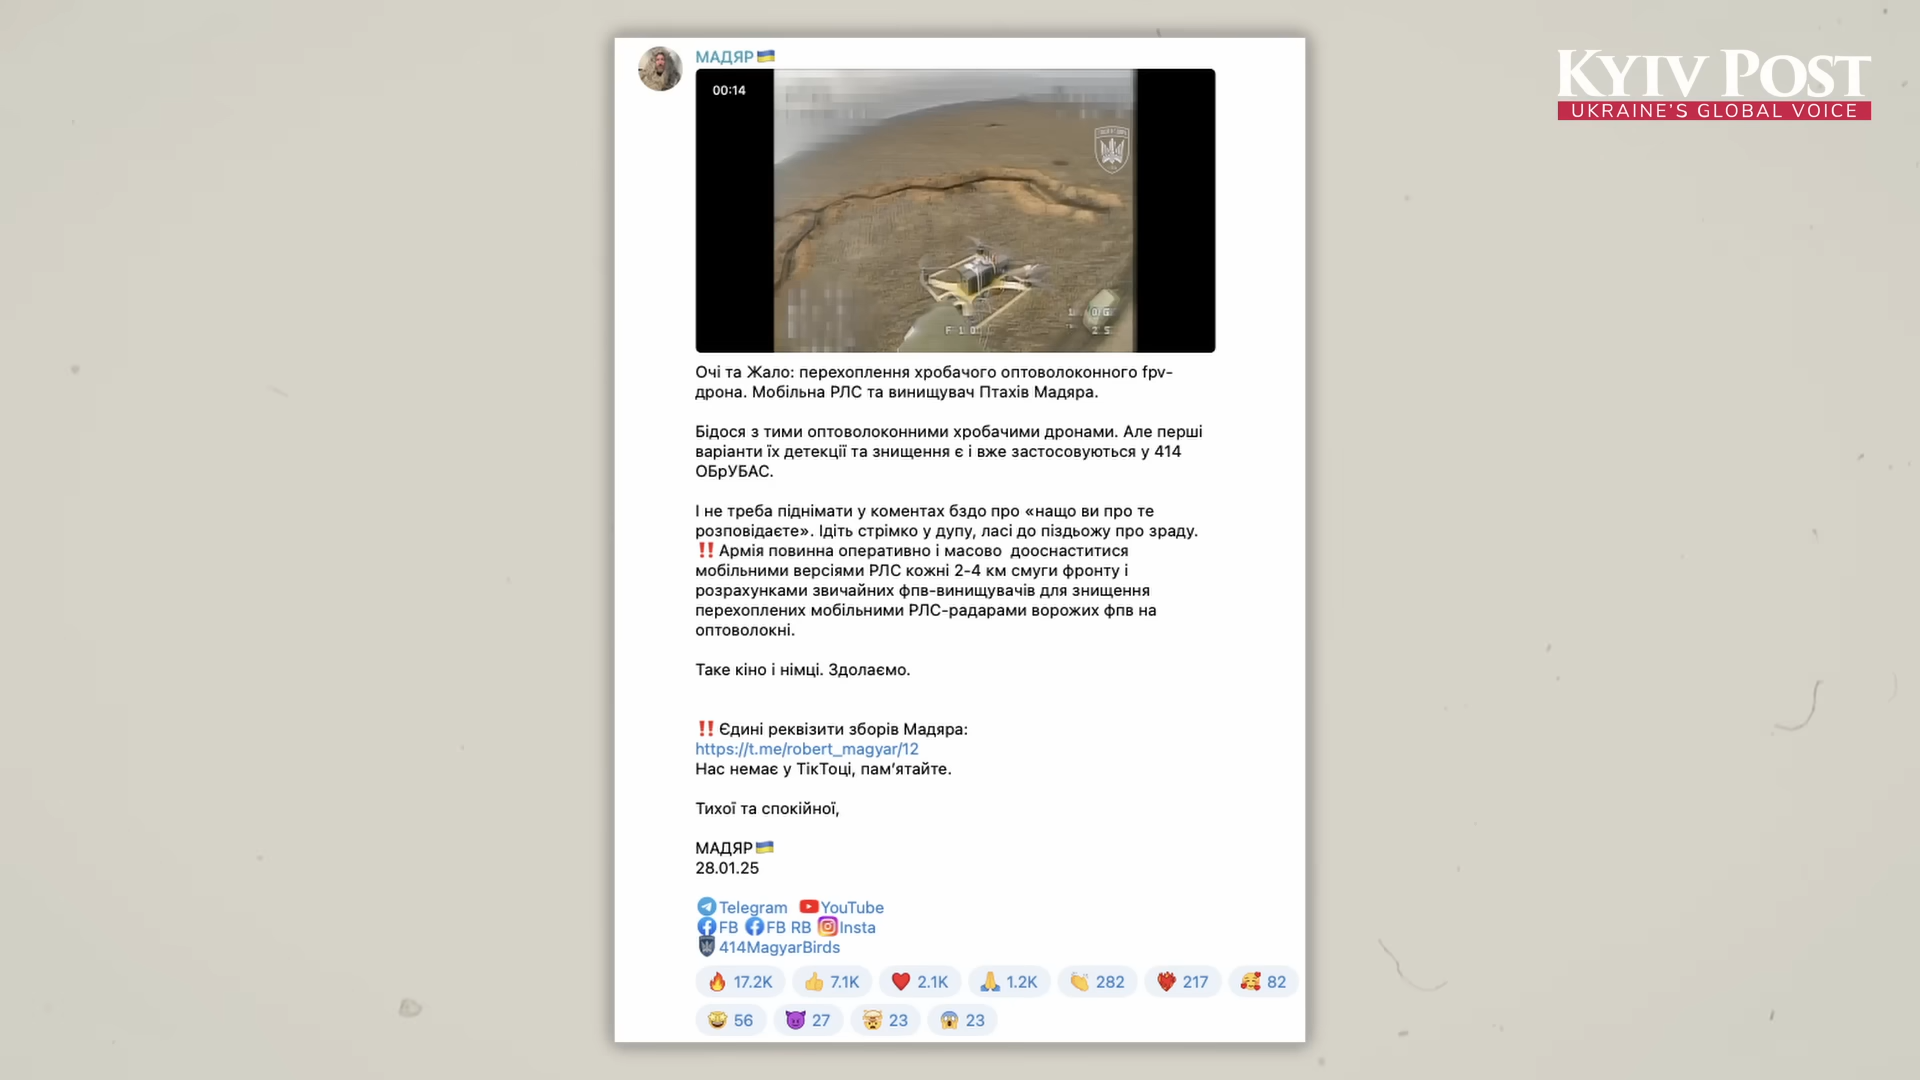 KYIV POST
UKRAINE'S GLOBAL VOICE
МАДЯР
00:14
Очі та Жало: перехоплення хробачого оптоволоконного fpv-
дрона. Мобільна РЛС та винищувач Птахів Мадяра.
Бідося з тими оптоволоконними хробачими дронами. Але перші
варіанти їх детекції та знищення є і вже застосовуються у 414
ОБрУБАС.
І не треба піднімати у коментах бздо про «нащо ви про те
розповідаєте». Ідіть стрімко у дупу, ласі до піздьожу про зраду.
‼️Армія повинна оперативно і масово дооснаститися
мобільними версіями РЛС кожні 2-4 км смуги фронту і
розрахунками звичайних фпв-винищувачів для знищення
перехоплених мобільними РЛС-радарами ворожих фпв на
оптоволокні.
Таке кіно і німці. Здолаємо.
‼️Єдині реквізити зборів Мадяра:
https://t.me/robert_magyar/12
Нас немає у ТікТоці, пам'ятайте.
Тихої та спокійної,
МАДЯР
28.01.25
Telegram YouTube
FB FB RB Insta
414MagyarBirds
17.2K 7.1K 2.1K 1.2K 282 217 82
56 27 23 23